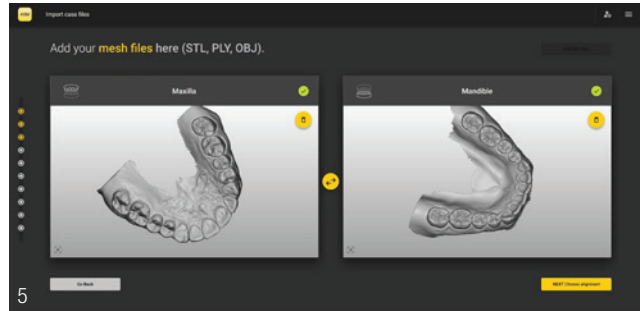 Import case files
Add your mesh files here (STL, PLY, OBJ).
Maxilla
Mandible
Go Back
NEXT | Choose alignment
5